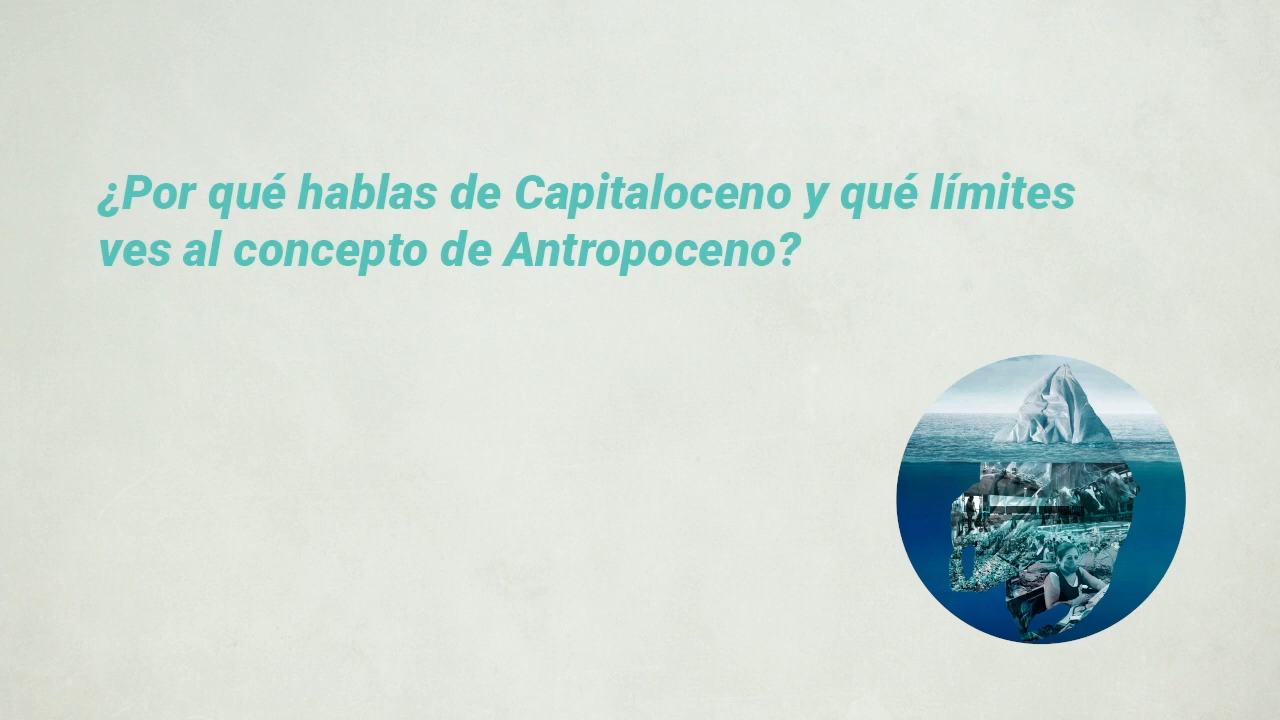 ¿Por qué hablas de Capitaloceno y qué límites
ves al concepto de Antropoceno?